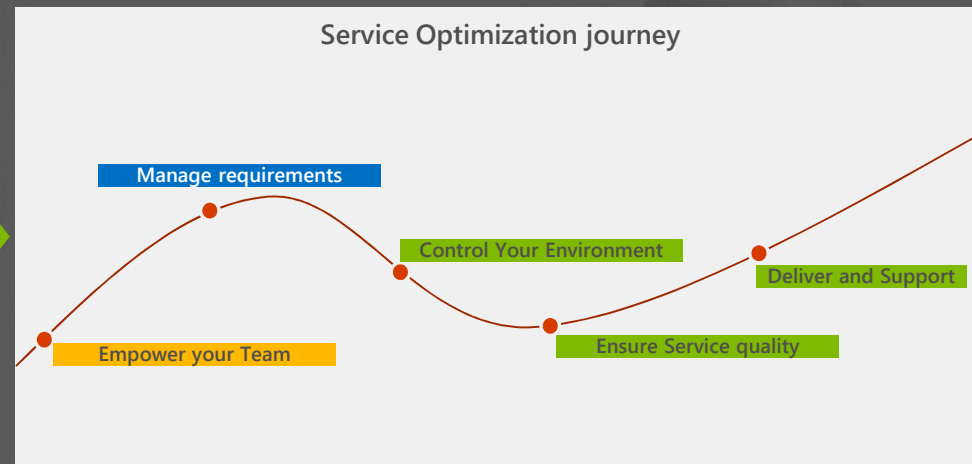 Service Optimization journey
Manage requirements
Control Your Environment
Deliver and Support
Empower your Team
Ensure Service quality